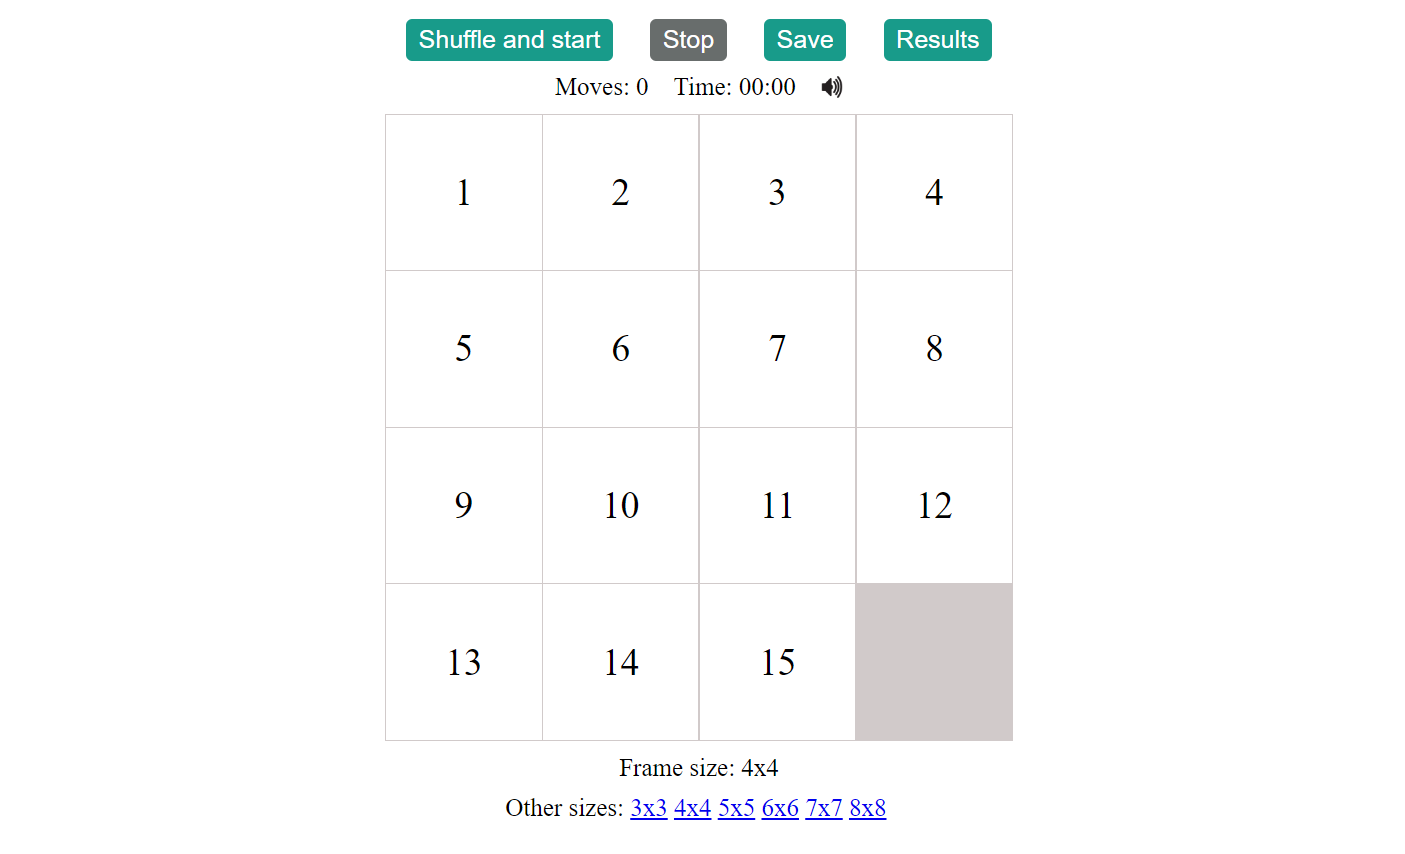 Shuffle and start Stop Save Results
Moves: 0 Time: 00:00
1 2 3 4
5 6 7 8
9 10 11 12
13 14 15
Frame size: 4x4
Other sizes: 3x3 4x4 5x5 6x6 7x7 8x8